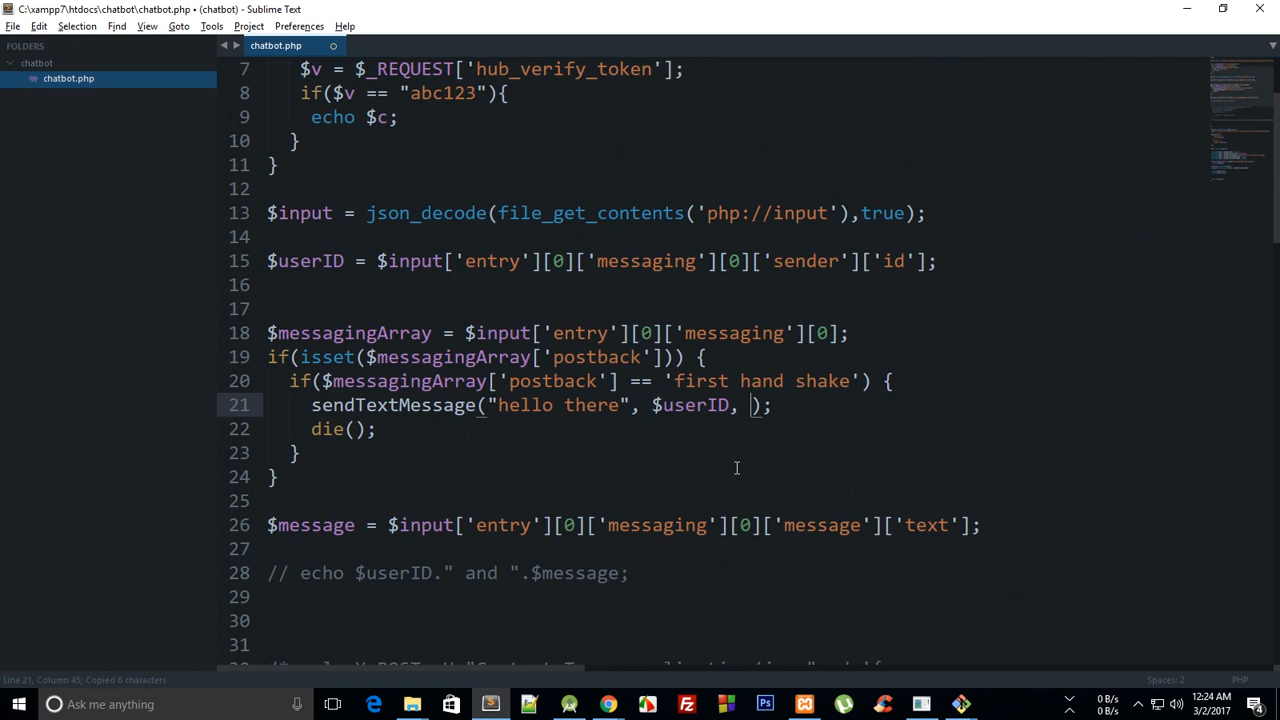 C:\xampp7\htdocs\chatbot\chatbot.php • (chatbot) - Sublime Text
File Edit Selection Find View Goto Tools Project Preferences Help
FOLDERS
chatbot
chatbot.php
chatbot.php
7 $v = $_REQUEST['hub_verify_token'];
8 if($v == "abc123"){
9 echo $c;
10 }
11 }
12
13 $input = json_decode(file_get_contents('php://input'),true);
14
15 $userID = $input['entry'][0]['messaging'][0]['sender']['id'];
16
17
18 $messagingArray = $input['entry'][0]['messaging'][0];
19 if(isset($messagingArray['postback'])) {
20 if($messagingArray['postback'] == 'first hand shake') {
21 sendTextMessage("hello there", $userID, );
22 die();
23 }
24 }
25
26 $message = $input['entry'][0]['messaging'][0]['message']['text'];
27
28 // echo $userID." and ".$message;
29
30
31
Line 21, Column 45; Copied 6 characters
Spaces: 2
PHP
Ask me anything
0 B/s
0 B/s
12:24 AM
3/2/2017
4